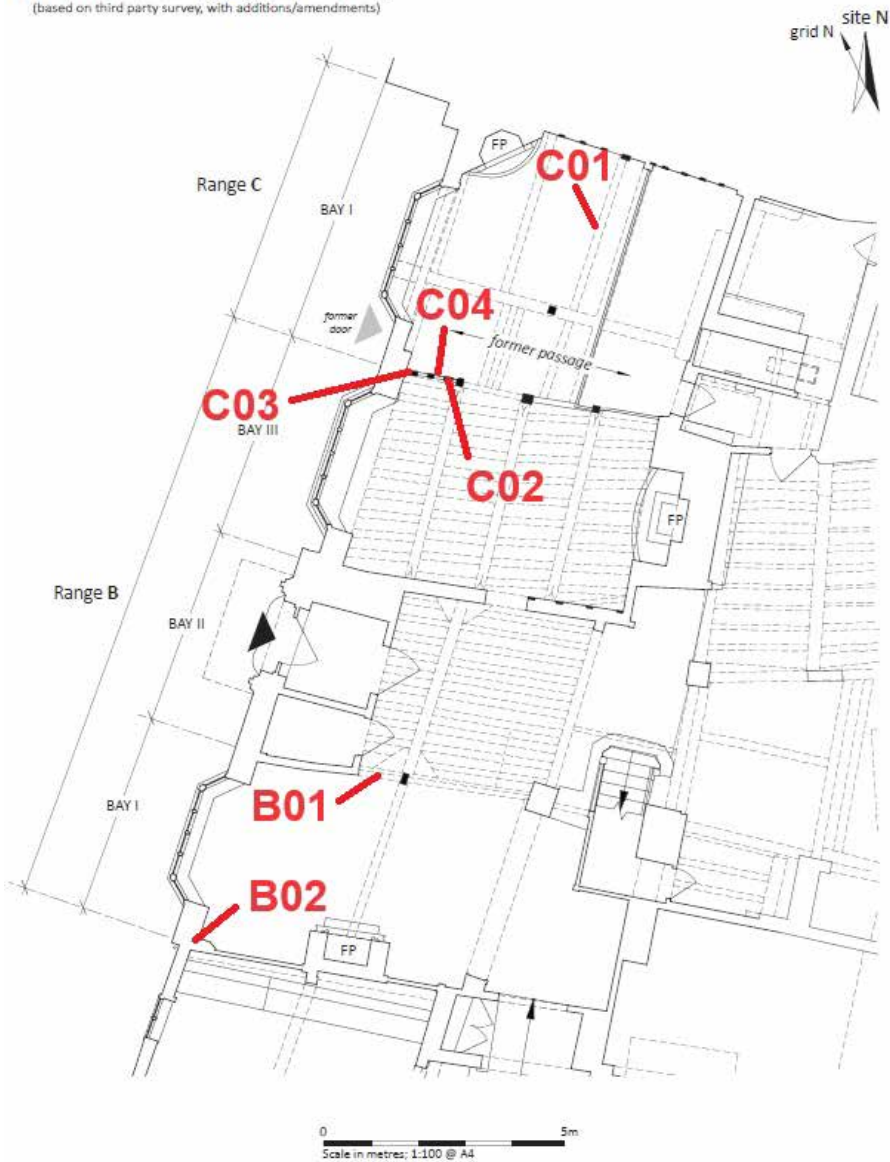 (based on third party survey, with additions/amendments)
site N
grid N
FP
C01
Range C
BAY I
C04
former
door
former passage
C03
BAY III
C02
FP
Range B
BAY II
B01
BAY I
B02
FP
0 5m
Scale in metres; 1:100 @ A4